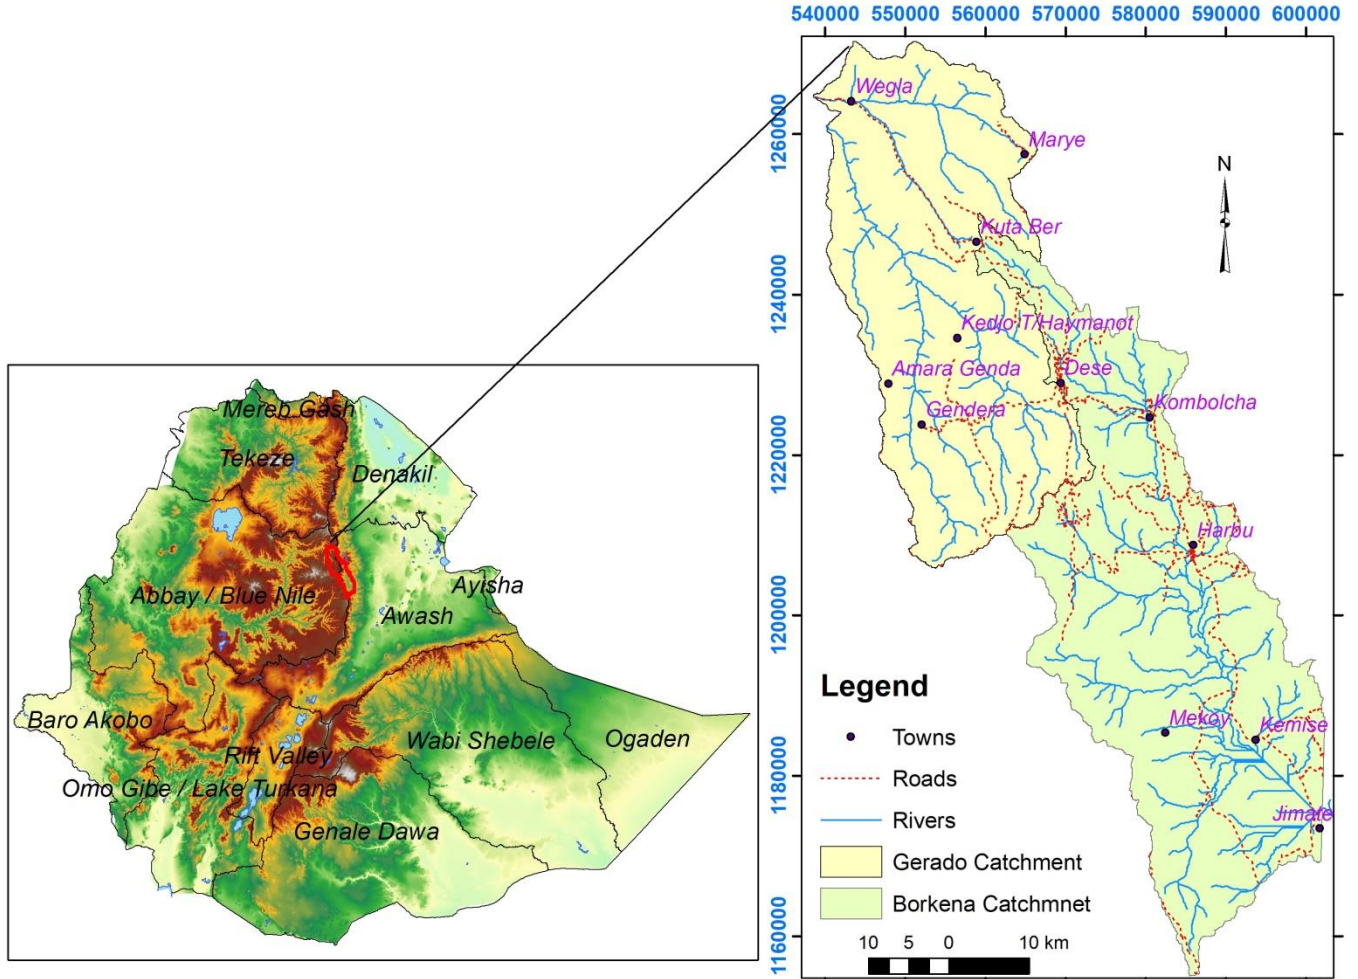 540000 550000 560000 570000 580000 590000 600000
1260000
1240000
1220000
1200000
1180000
1160000
Wegla
Marye
N
Kuta Ber
Kedjo T/Haymanot
Amara Genda
Dese
Gendera
Kombolcha
Harbu
Mekoy
Kemise
Jimate
Mereb Gash
Tekeze
Denakil
Ayisha
Abbay / Blue Nile
Awash
Baro Akobo
Rift Valley
Wabi Shebele
Ogaden
Omo Gibe / Lake Turkana
Genale Dawa
Legend
Towns
Roads
Rivers
Gerado Catchment
Borkena Catchmnet
10 5 0 10 km